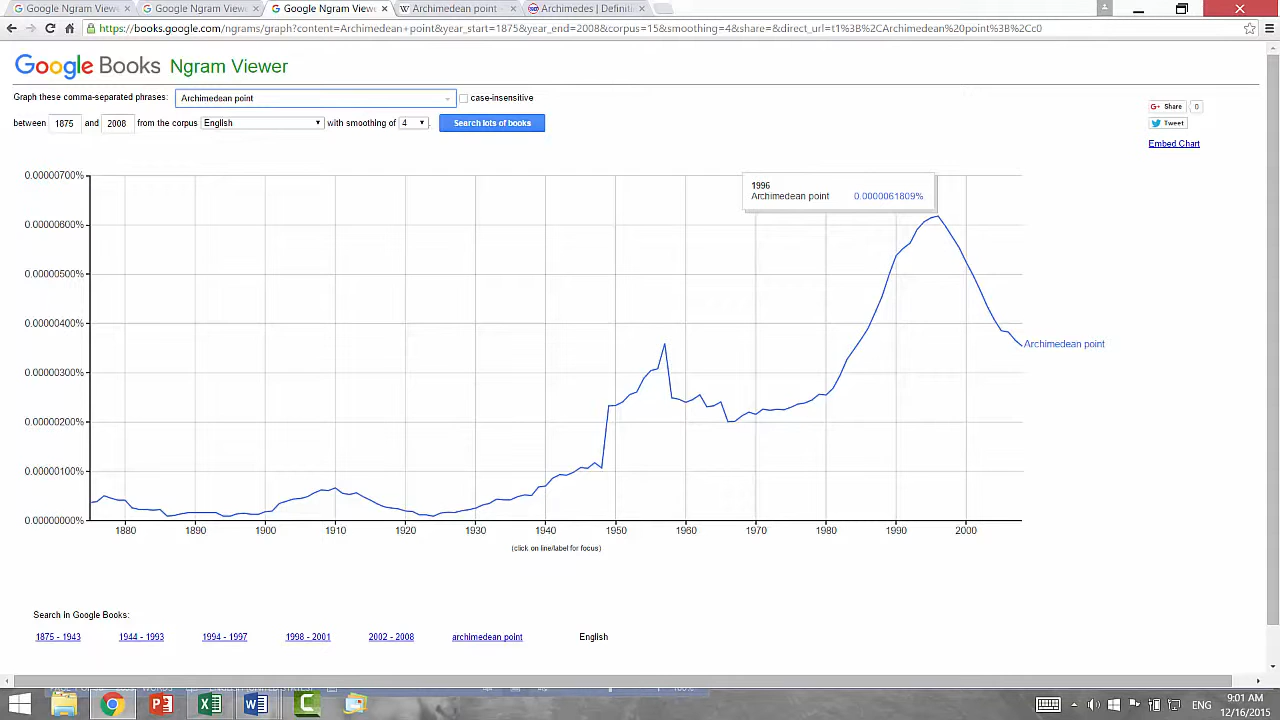 Google Ngram Viewe
Google Ngram Viewe
Google Ngram Viewe
Archimedean point -
Archimedes | Definiti
https://books.google.com/ngrams/graph?content=Archimedean+point&year_start=1875&year_end=2008&corpus=15&smoothing=4&share=&direct_url=t1%3B%2CArchimedean%20point%3B%2Cc0
Google Books Ngram Viewer
Graph these comma-separated phrases: Archimedean point case-insensitive
between 1875 and 2008 from the corpus English with smoothing of 4 Search lots of books
Share 0
Tweet
Embed Chart
0.00000700%
0.00000600%
0.00000500%
0.00000400%
0.00000300%
0.00000200%
0.00000100%
0.00000000%
1996
Archimedean point 0.0000061809%
Archimedean point
1880 1890 1900 1910 1920 1930 1940 1950 1960 1970 1980 1990 2000
(click on line/label for focus)
Search in Google Books:
1875 - 1943 1944 - 1993 1994 - 1997 1998 - 2001 2002 - 2008 archimedean point English
ENG
9:01 AM
12/16/2015